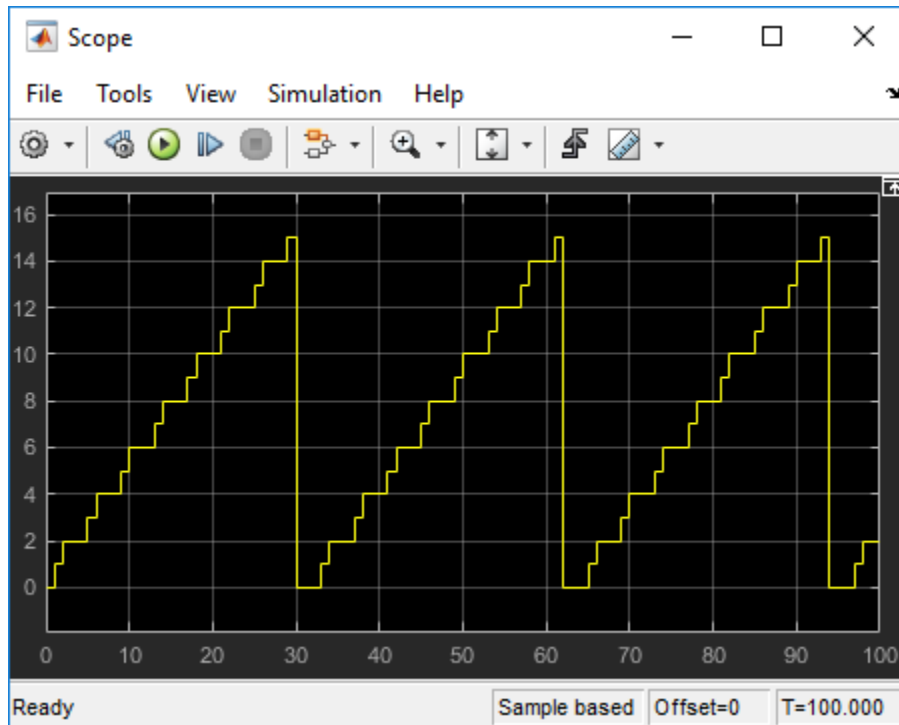 Scope
File Tools View Simulation Help
16
14
12
10
8
6
4
2
0
0 10 20 30 40 50 60 70 80 90 100
Ready Sample based Offset=0 T=100.000